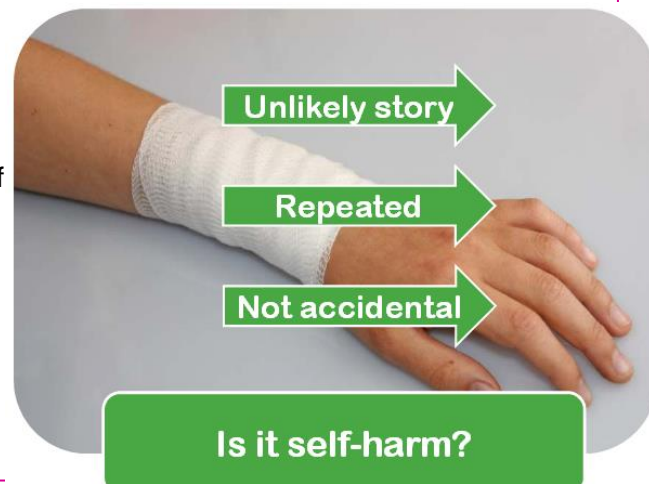 Unlikely story
Repeated
Not accidental
Is it self-harm?